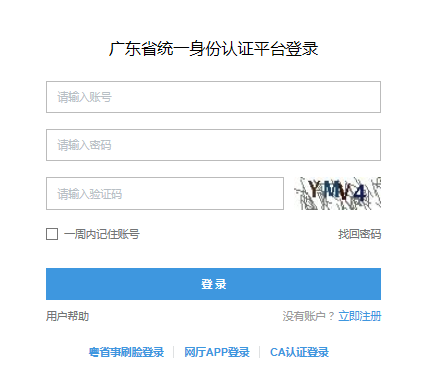 广东省统一身份认证平台登录
请输入账号
请输入密码
请输入验证码 YMV4
一周内记住账号 找回密码
登 录
用户帮助 没有账户？立即注册
粤省事刷脸登录 网厅APP登录 CA认证登录